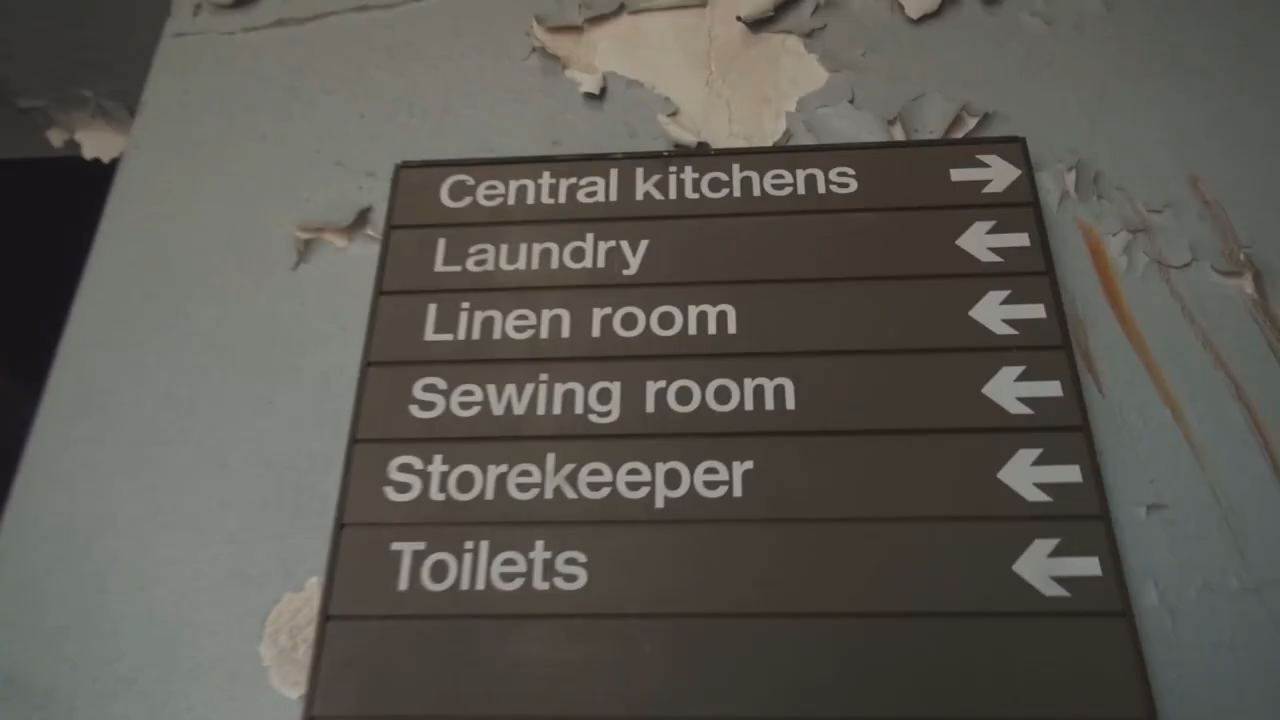 Central kitchens →
Laundry ←
Linen room ←
Sewing room ←
Storekeeper ←
Toilets ←